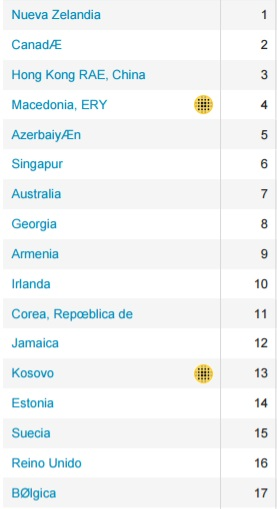 Nueva Zelandia 1
CanadÆ 2
Hong Kong RAE, China 3
Macedonia, ERY 4
AzerbaiyÆn 5
Singapur 6
Australia 7
Georgia 8
Armenia 9
Irlanda 10
Corea, Repœblica de 11
Jamaica 12
Kosovo 13
Estonia 14
Suecia 15
Reino Unido 16
BØlgica 17